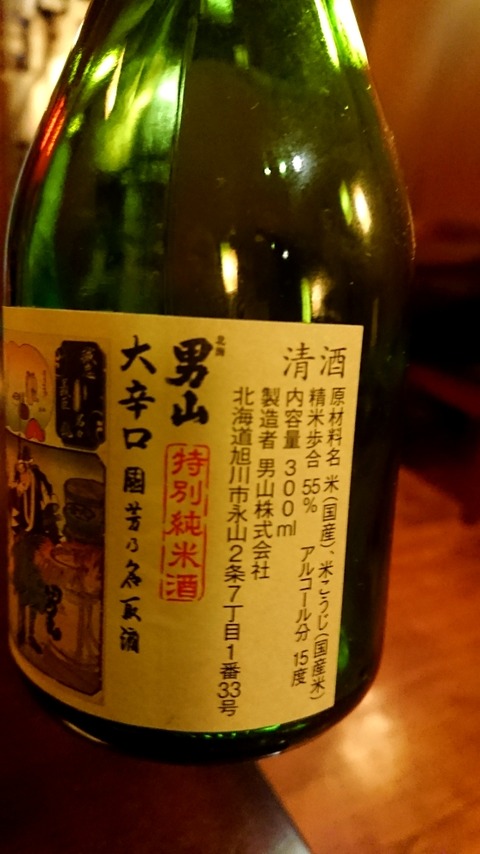 清酒
原材料名 米(国産)、米こうじ(国産米)
精米歩合 55% アルコール分 15度
内容量 300ml
製造者 男山株式会社
北海道旭川市永山2条7丁目1番33号
北海
男山
特別純米酒
大辛口
國芳乃名取酒